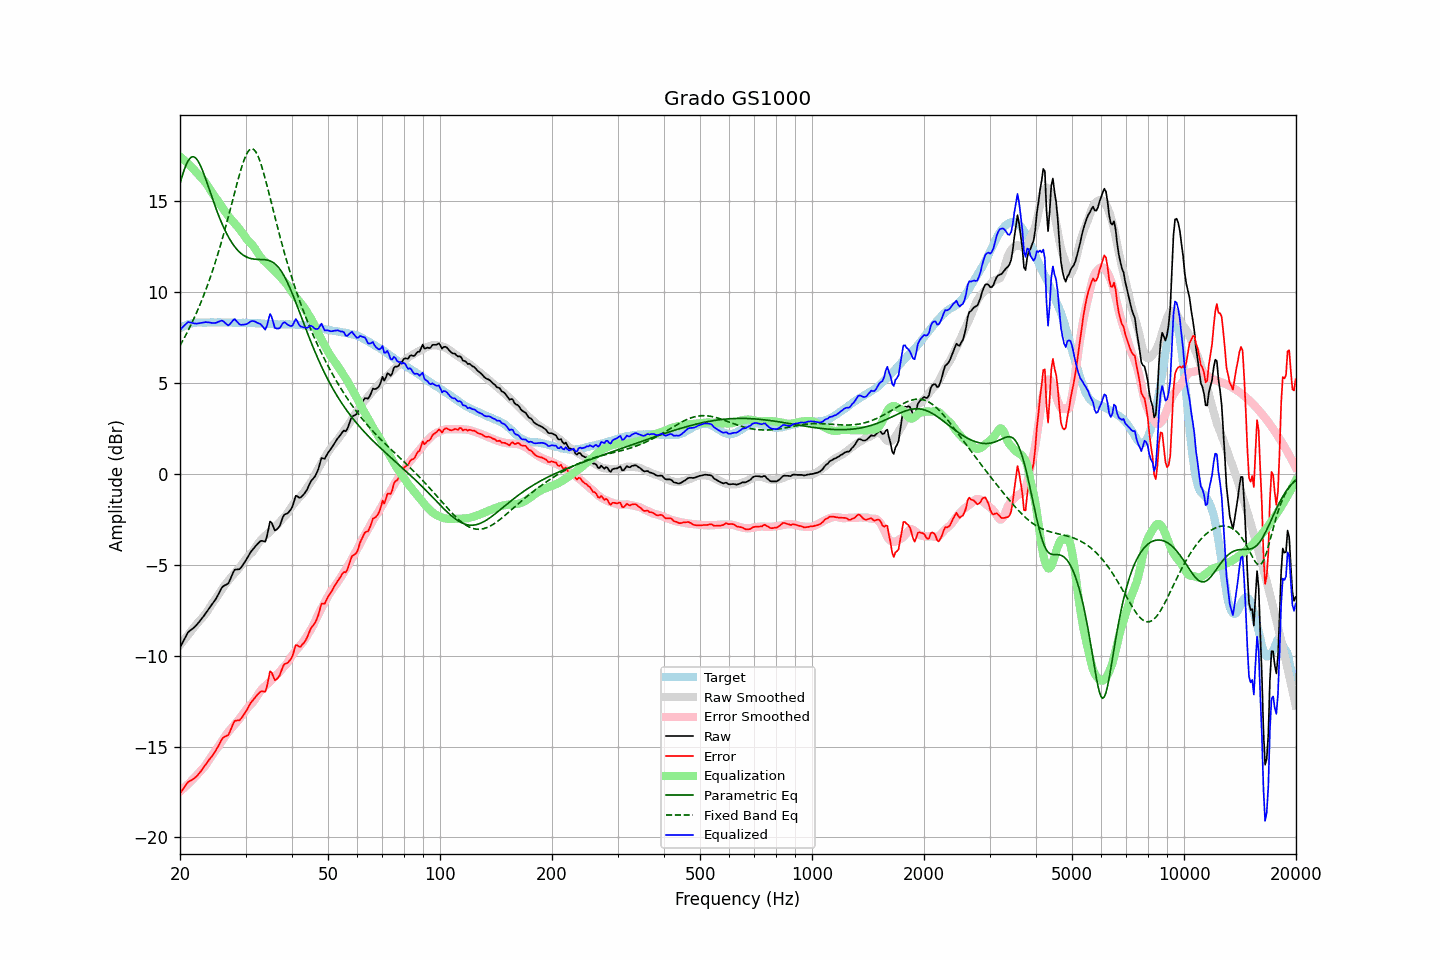 Grado GS1000
Amplitude (dBr)
15
10
5
0
−5
−10
−15
−20
Target
Raw Smoothed
Error Smoothed
Raw
Error
Equalization
Parametric Eq
Fixed Band Eq
Equalized
20
50
100
200
500
1000
2000
5000
10000
20000
Frequency (Hz)